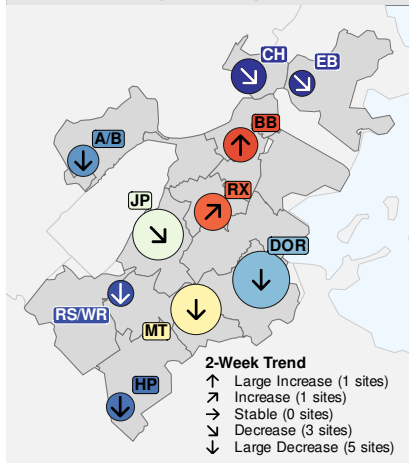 CH
EB
BB
A/B
RX
JP
DOR
RS/WR
MT
HP
2-Week Trend
↑ Large Increase (1 sites)
↗ Increase (1 sites)
→ Stable (0 sites)
↘ Decrease (3 sites)
↓ Large Decrease (5 sites)